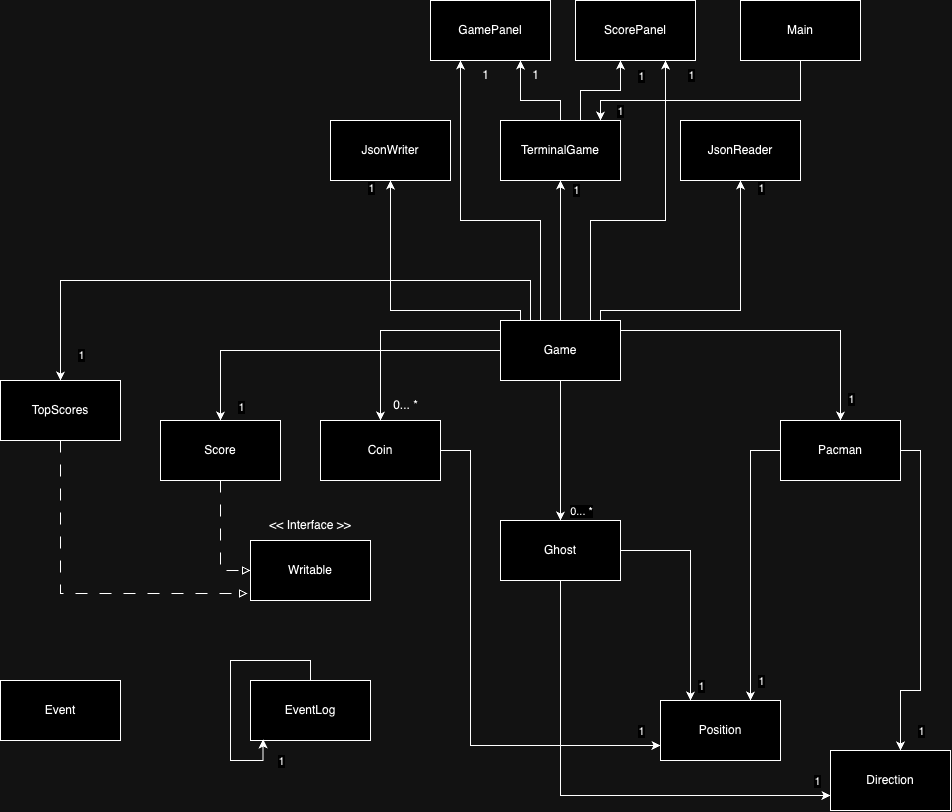 GamePanel
ScorePanel
Main
1
1
1
1
1
JsonWriter
TerminalGame
JsonReader
1
1
1
Game
1
TopScores
1
0... *
1
Score
Coin
Pacman
0... *
<< Interface >>
Ghost
Writable
1
1
Event
EventLog
Position
1
1
1
Direction
1